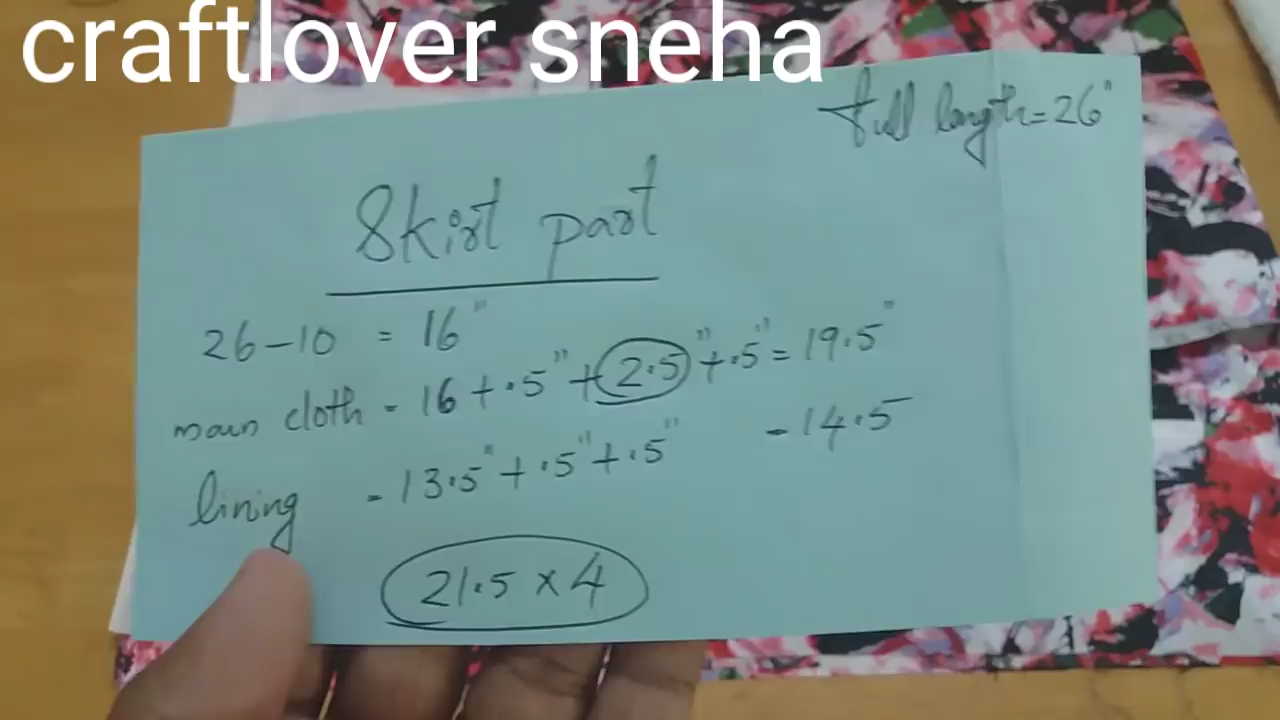 craftlover sneha
full length = 26"
Skirt part
26-10 = 16"
main cloth - 16 + .5" + 2.5" + .5" = 19.5"
lining - 13.5" + .5" + .5" - 14.5
21.5 x 4